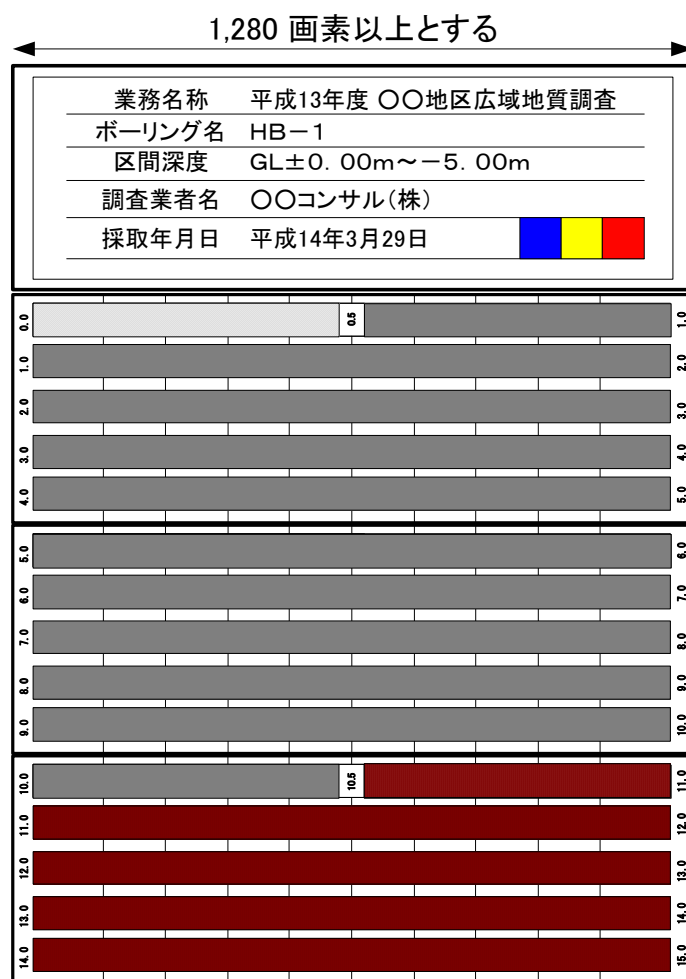 1,280 画素以上とする
業務名称 平成13年度 〇〇地区広域地質調査
ボーリング名 HB－1
区間深度 GL±0．00m～－5．00m
調査業者名 〇〇コンサル（株）
採取年月日 平成14年3月29日
0.0 0.5 1.0
1.0 2.0
2.0 3.0
3.0 4.0
4.0 5.0
5.0 6.0
6.0 7.0
7.0 8.0
8.0 9.0
9.0 10.0
10.0 10.5 11.0
11.0 12.0
12.0 13.0
13.0 14.0
14.0 15.0